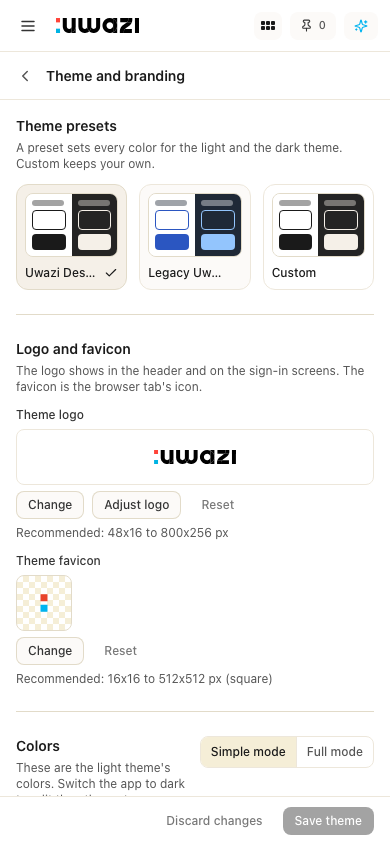 :uwazi
0
Theme and branding
Theme presets
A preset sets every color for the light and the dark theme.
Custom keeps your own.
Uwazi Des...
Legacy Uw...
Custom
Logo and favicon
The logo shows in the header and on the sign-in screens. The
favicon is the browser tab's icon.
Theme logo
:uwazi
Change
Adjust logo
Reset
Recommended: 48x16 to 800x256 px
Theme favicon
Change
Reset
Recommended: 16x16 to 512x512 px (square)
Colors
Simple mode
Full mode
These are the light theme's
colors. Switch the app to dark
Discard changes
Save theme